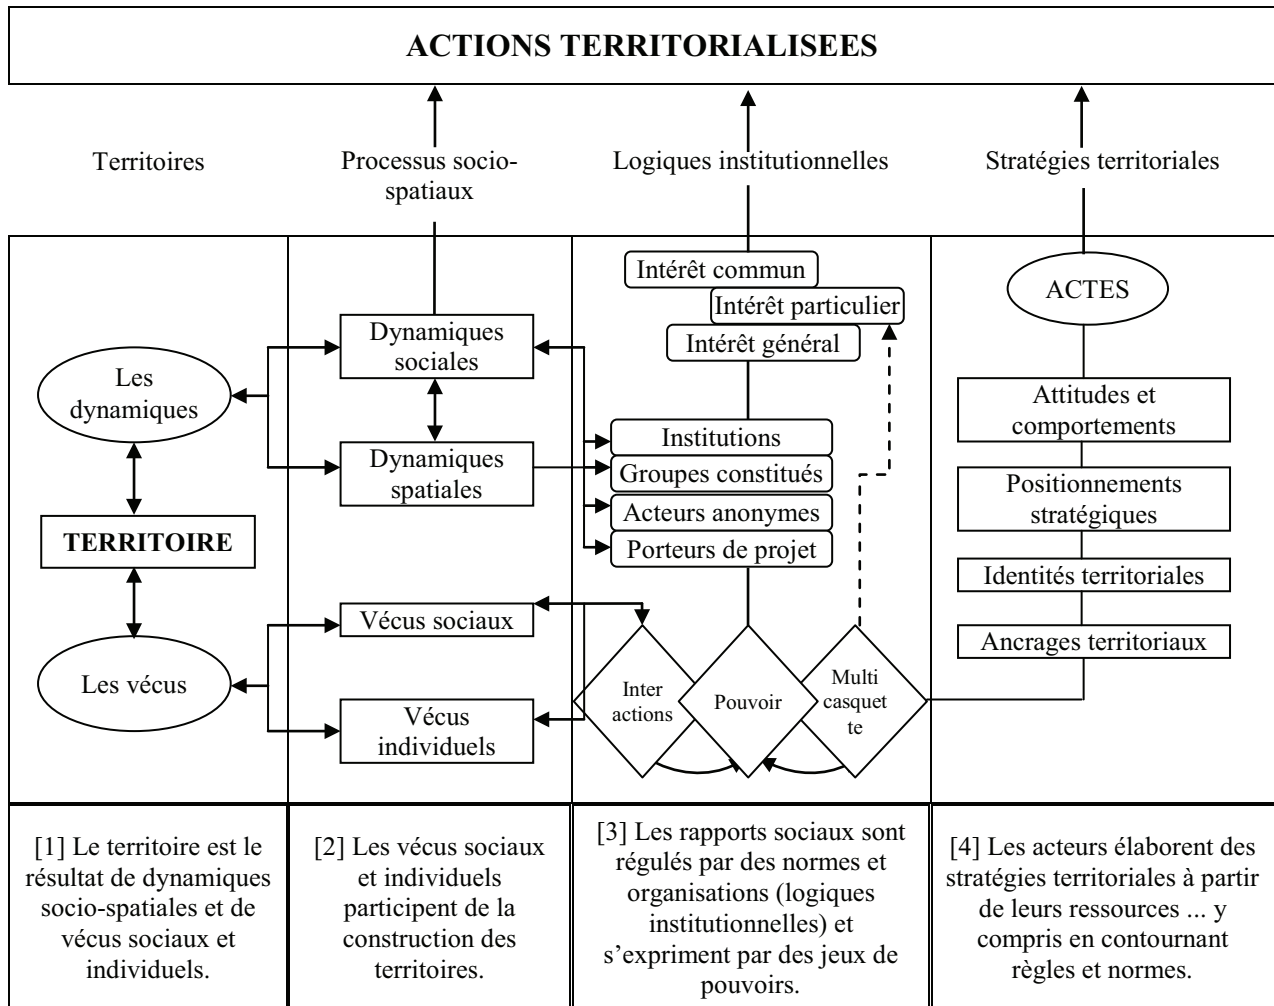 ACTIONS TERRITORIALISEES
Territoires
Processus socio-
spatiaux
Logiques institutionnelles
Stratégies territoriales
Les
dynamiques
TERRITOIRE
Les vécus
Dynamiques
sociales
Dynamiques
spatiales
Vécus sociaux
Vécus
individuels
Intérêt commun
Intérêt particulier
Intérêt général
Institutions
Groupes constitués
Acteurs anonymes
Porteurs de projet
Inter
actions
Pouvoir
Multi
casquet
te
ACTES
Attitudes et
comportements
Positionnements
stratégiques
Identités territoriales
Ancrages territoriaux
[1] Le territoire est le
résultat de dynamiques
socio-spatiales et de
vécus sociaux et
individuels.
[2] Les vécus sociaux
et individuels
participent de la
construction des
territoires.
[3] Les rapports sociaux sont
régulés par des normes et
organisations (logiques
institutionnelles) et
s’expriment par des jeux de
pouvoirs.
[4] Les acteurs élaborent des
stratégies territoriales à partir
de leurs ressources ... y
compris en contournant
règles et normes.